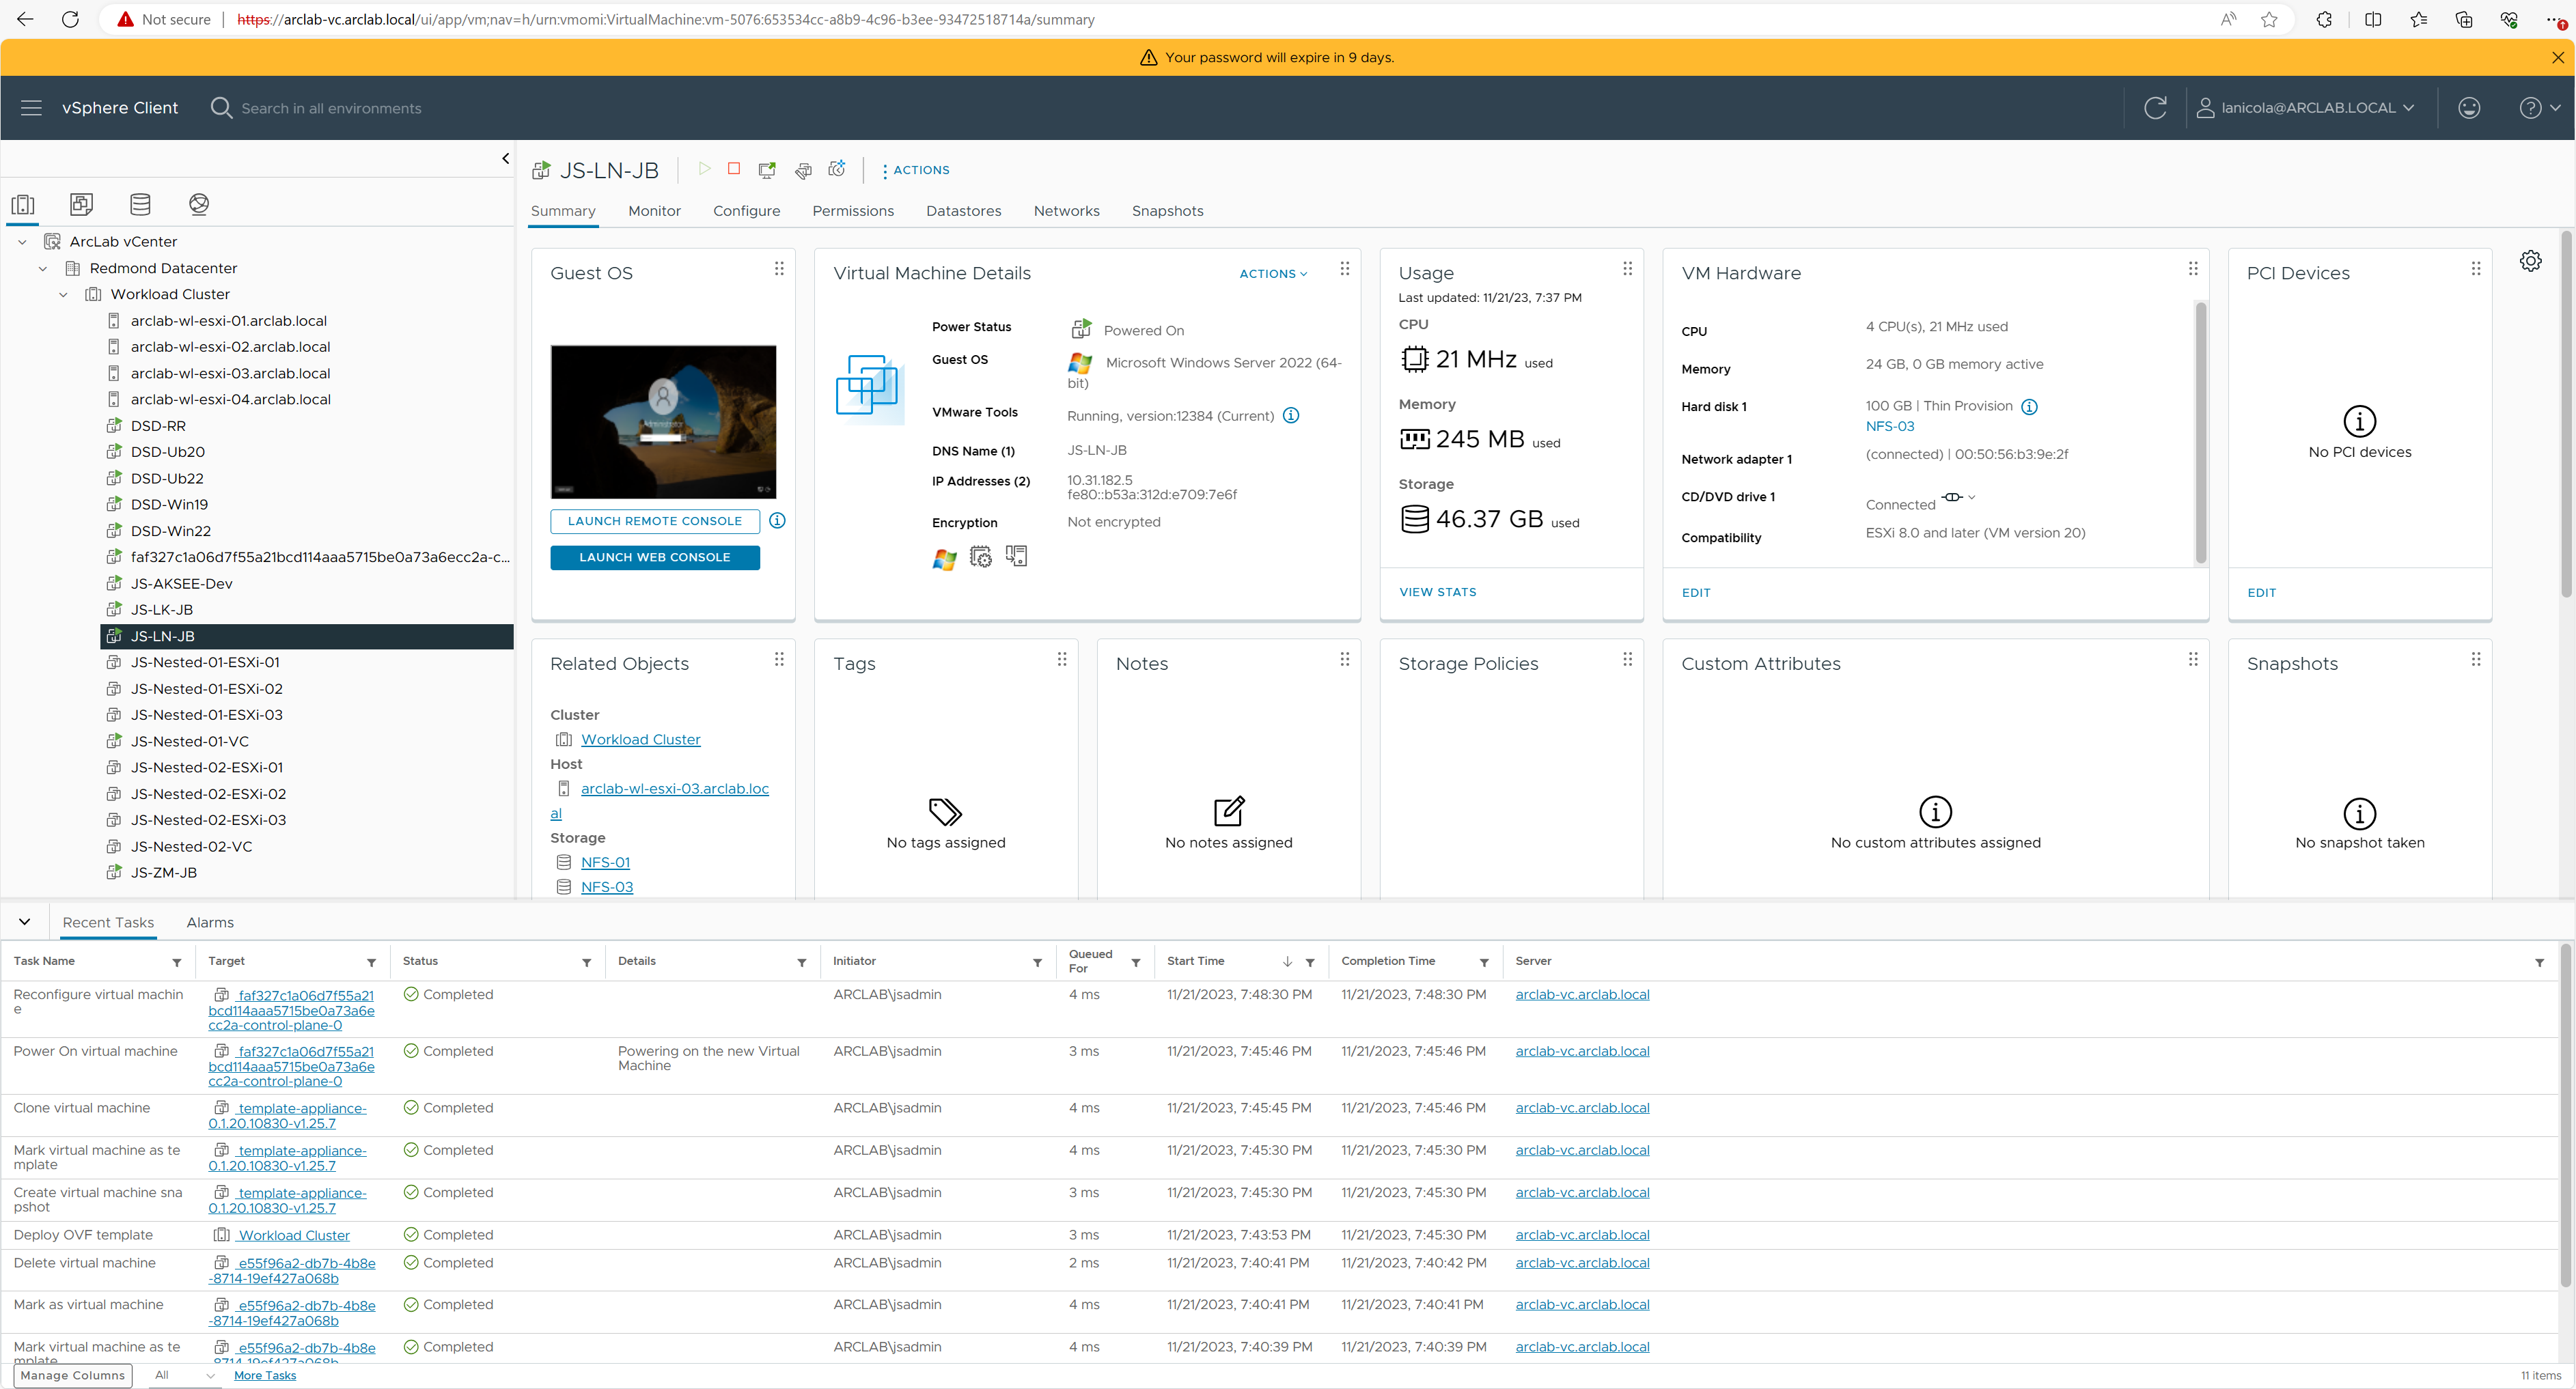 Not secure
https://arclab-vc.arclab.local/ui/app/vm;nav=h/urn:vmomi:VirtualMachine:vm-5076:653534cc-a8b9-4c96-b3ee-93472518714a/summary
Your password will expire in 9 days.
vSphere Client
Search in all environments
lanicola@ARCLAB.LOCAL
ArcLab vCenter
Redmond Datacenter
Workload Cluster
arclab-wl-esxi-01.arclab.local
arclab-wl-esxi-02.arclab.local
arclab-wl-esxi-03.arclab.local
arclab-wl-esxi-04.arclab.local
DSD-RR
DSD-Ub20
DSD-Ub22
DSD-Win19
DSD-Win22
faf327c1a06d7f55a21bcd114aaa5715be0a73a6ecc2a-c...
JS-AKSEE-Dev
JS-LK-JB
JS-LN-JB
JS-Nested-01-ESXi-01
JS-Nested-01-ESXi-02
JS-Nested-01-ESXi-03
JS-Nested-01-VC
JS-Nested-02-ESXi-01
JS-Nested-02-ESXi-02
JS-Nested-02-ESXi-03
JS-Nested-02-VC
JS-ZM-JB
JS-LN-JB
ACTIONS
Summary Monitor Configure Permissions Datastores Networks Snapshots
Guest OS
Administrator
LAUNCH REMOTE CONSOLE
LAUNCH WEB CONSOLE
Virtual Machine Details
ACTIONS
Power Status Powered On
Guest OS Microsoft Windows Server 2022 (64-
bit)
VMware Tools Running, version:12384 (Current)
DNS Name (1) JS-LN-JB
IP Addresses (2) 10.31.182.5
fe80::b53a:312d:e709:7e6f
Encryption Not encrypted
Usage
Last updated: 11/21/23, 7:37 PM
CPU
21 MHz used
Memory
245 MB used
Storage
46.37 GB used
VIEW STATS
VM Hardware
CPU 4 CPU(s), 21 MHz used
Memory 24 GB, 0 GB memory active
Hard disk 1 100 GB | Thin Provision
NFS-03
Network adapter 1 (connected) | 00:50:56:b3:9e:2f
CD/DVD drive 1 Connected
Compatibility ESXi 8.0 and later (VM version 20)
EDIT
PCI Devices
No PCI devices
EDIT
Related Objects
Cluster
Workload Cluster
Host
arclab-wl-esxi-03.arclab.loc
al
Storage
NFS-01
NFS-03
Tags
No tags assigned
Notes
No notes assigned
Storage Policies
Custom Attributes
No custom attributes assigned
Snapshots
No snapshot taken
Recent Tasks Alarms
Task Name Target Status Details Initiator Queued For Start Time Completion Time Server
Reconfigure virtual machin
e
faf327c1a06d7f55a21
bcd114aaa5715be0a73a6e
cc2a-control-plane-0
Completed ARCLAB\jsadmin 4 ms 11/21/2023, 7:48:30 PM 11/21/2023, 7:48:30 PM arclab-vc.arclab.local
Power On virtual machine
faf327c1a06d7f55a21
bcd114aaa5715be0a73a6e
cc2a-control-plane-0
Completed
Powering on the new Virtual
Machine
ARCLAB\jsadmin 3 ms 11/21/2023, 7:45:46 PM 11/21/2023, 7:45:46 PM arclab-vc.arclab.local
Clone virtual machine
template-appliance-
0.1.20.10830-v1.25.7
Completed ARCLAB\jsadmin 4 ms 11/21/2023, 7:45:45 PM 11/21/2023, 7:45:46 PM arclab-vc.arclab.local
Mark virtual machine as te
mplate
template-appliance-
0.1.20.10830-v1.25.7
Completed ARCLAB\jsadmin 4 ms 11/21/2023, 7:45:30 PM 11/21/2023, 7:45:30 PM arclab-vc.arclab.local
Create virtual machine sna
pshot
template-appliance-
0.1.20.10830-v1.25.7
Completed ARCLAB\jsadmin 3 ms 11/21/2023, 7:45:30 PM 11/21/2023, 7:45:30 PM arclab-vc.arclab.local
Deploy OVF template Workload Cluster Completed ARCLAB\jsadmin 3 ms 11/21/2023, 7:43:53 PM 11/21/2023, 7:45:30 PM arclab-vc.arclab.local
Delete virtual machine
e55f96a2-db7b-4b8e
-8714-19ef427a068b
Completed ARCLAB\jsadmin 2 ms 11/21/2023, 7:40:41 PM 11/21/2023, 7:40:42 PM arclab-vc.arclab.local
Mark as virtual machine
e55f96a2-db7b-4b8e
-8714-19ef427a068b
Completed ARCLAB\jsadmin 4 ms 11/21/2023, 7:40:41 PM 11/21/2023, 7:40:41 PM arclab-vc.arclab.local
Mark virtual machine as te
mplate
e55f96a2-db7b-4b8e
-8714-19ef427a068b
Completed ARCLAB\jsadmin 4 ms 11/21/2023, 7:40:39 PM 11/21/2023, 7:40:39 PM arclab-vc.arclab.local
Manage Columns All More Tasks 11 items